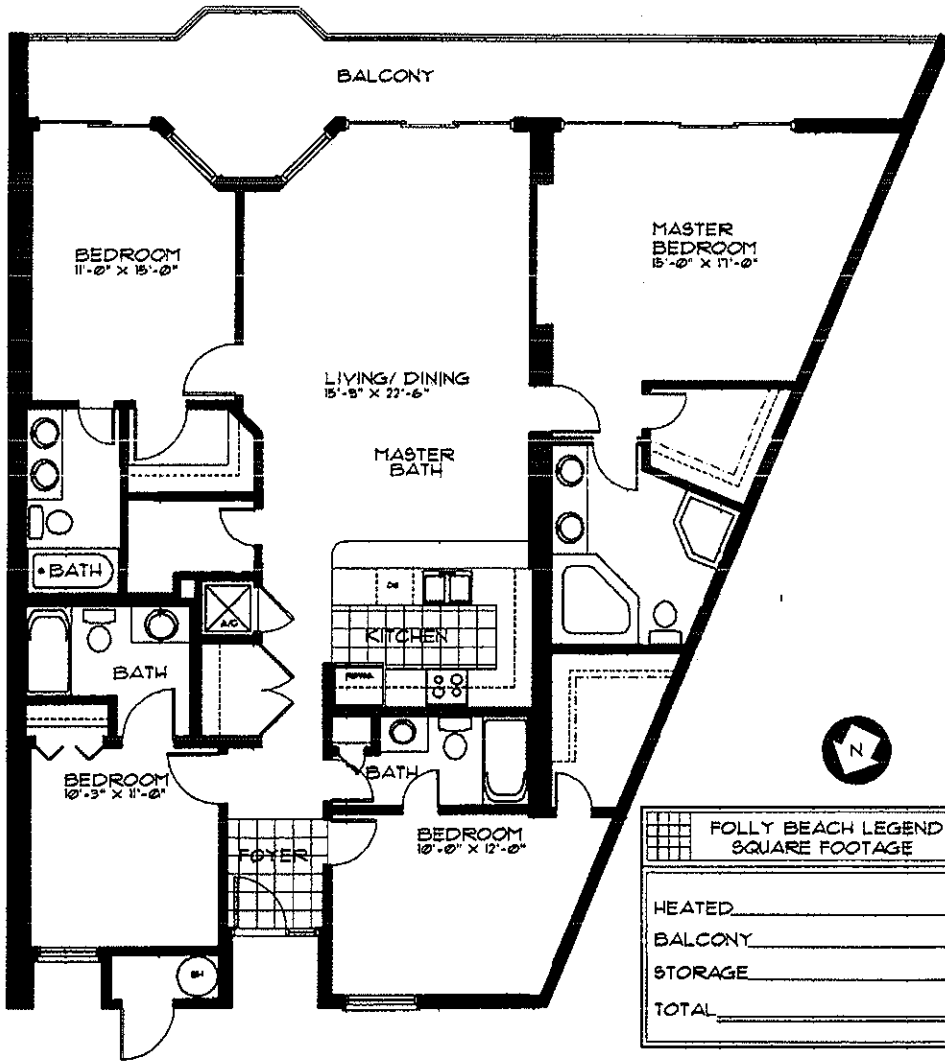 BALCONY
BEDROOM
11'-0" X 15'-0"
MASTER
BEDROOM
15'-0" X 17'-0"
LIVING/ DINING
15'-8" X 22'-6"
MASTER
BATH
BATH
DW
A/C
KITCHEN
BATH
BEDROOM
10'-3" X 11'-0"
BATH
FOYER
BEDROOM
10'-0" X 12'-0"
N
FOLLY BEACH LEGEND
SQUARE FOOTAGE
HEATED
BALCONY
STORAGE
TOTAL